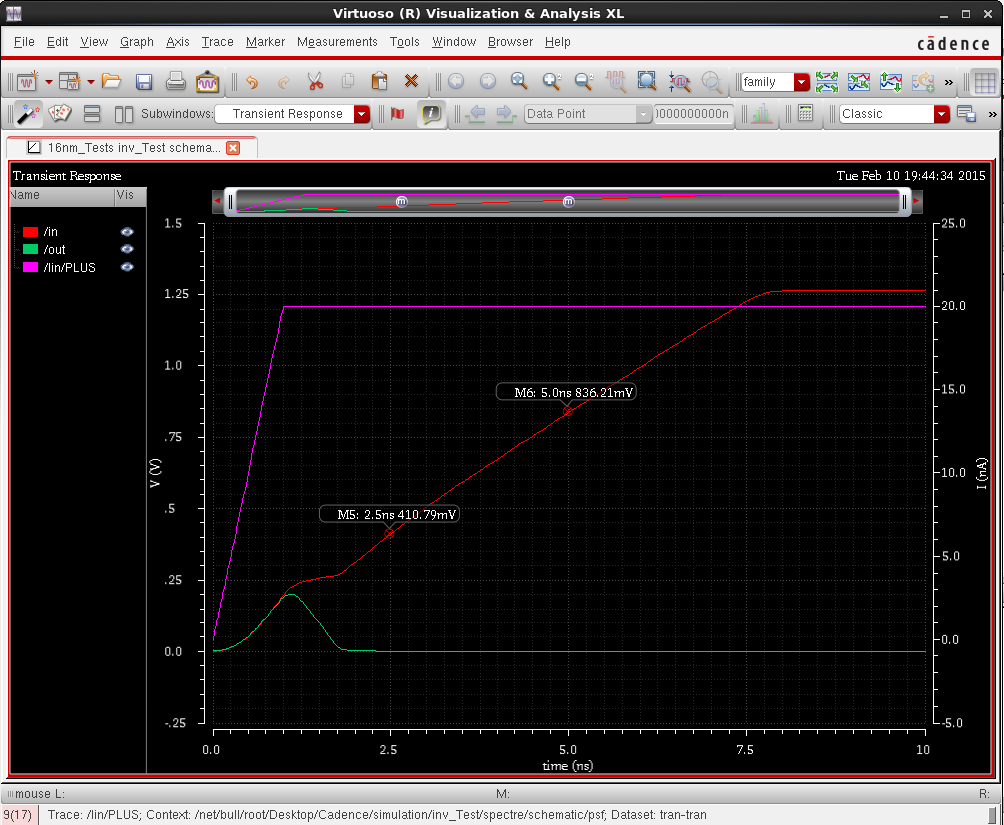 Virtuoso (R) Visualization & Analysis XL
File Edit View Graph Axis Trace Marker Measurements Tools Window Browser Help
cādence
family
»
Subwindows: Transient Response
Data Point
)000000000n
Classic
»
16nm_Tests inv_Test schema...
Transient Response
Tue Feb 10 19:44:34 2015
Name Vis
/in
/out
/Iin/PLUS
m m
1.5
1.25
1.0
.75
.5
.25
0.0
-.25
V (V)
M6: 5.0ns 836.21mV
M5: 2.5ns 410.79mV
25.0
20.0
15.0
10.0
5.0
0.0
-5.0
I (nA)
0.0 2.5 5.0 7.5 10
time (ns)
mouse L: M: R:
9(17) Trace: /Iin/PLUS; Context: /net/bull/root/Desktop/Cadence/simulation/inv_Test/spectre/schematic/psf; Dataset: tran-tran